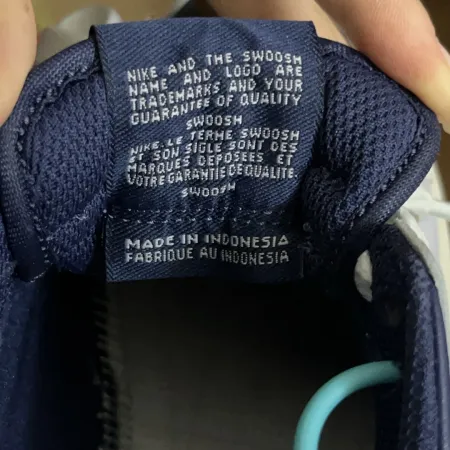 NIKE AND THE SWOOSH
NAME AND LOGO ARE
TRADEMARKS AND YOUR
GUARANTEE OF QUALITY
SWOOSH
NIKE, LE TERME SWOOSH
ET SON SIGLE SONT DES
MARQUES DEPOSEES ET
VOTRE GARANTIE DE QUALITE.
SWOOSH
MADE IN INDONESIA
FABRIQUE AU INDONESIA